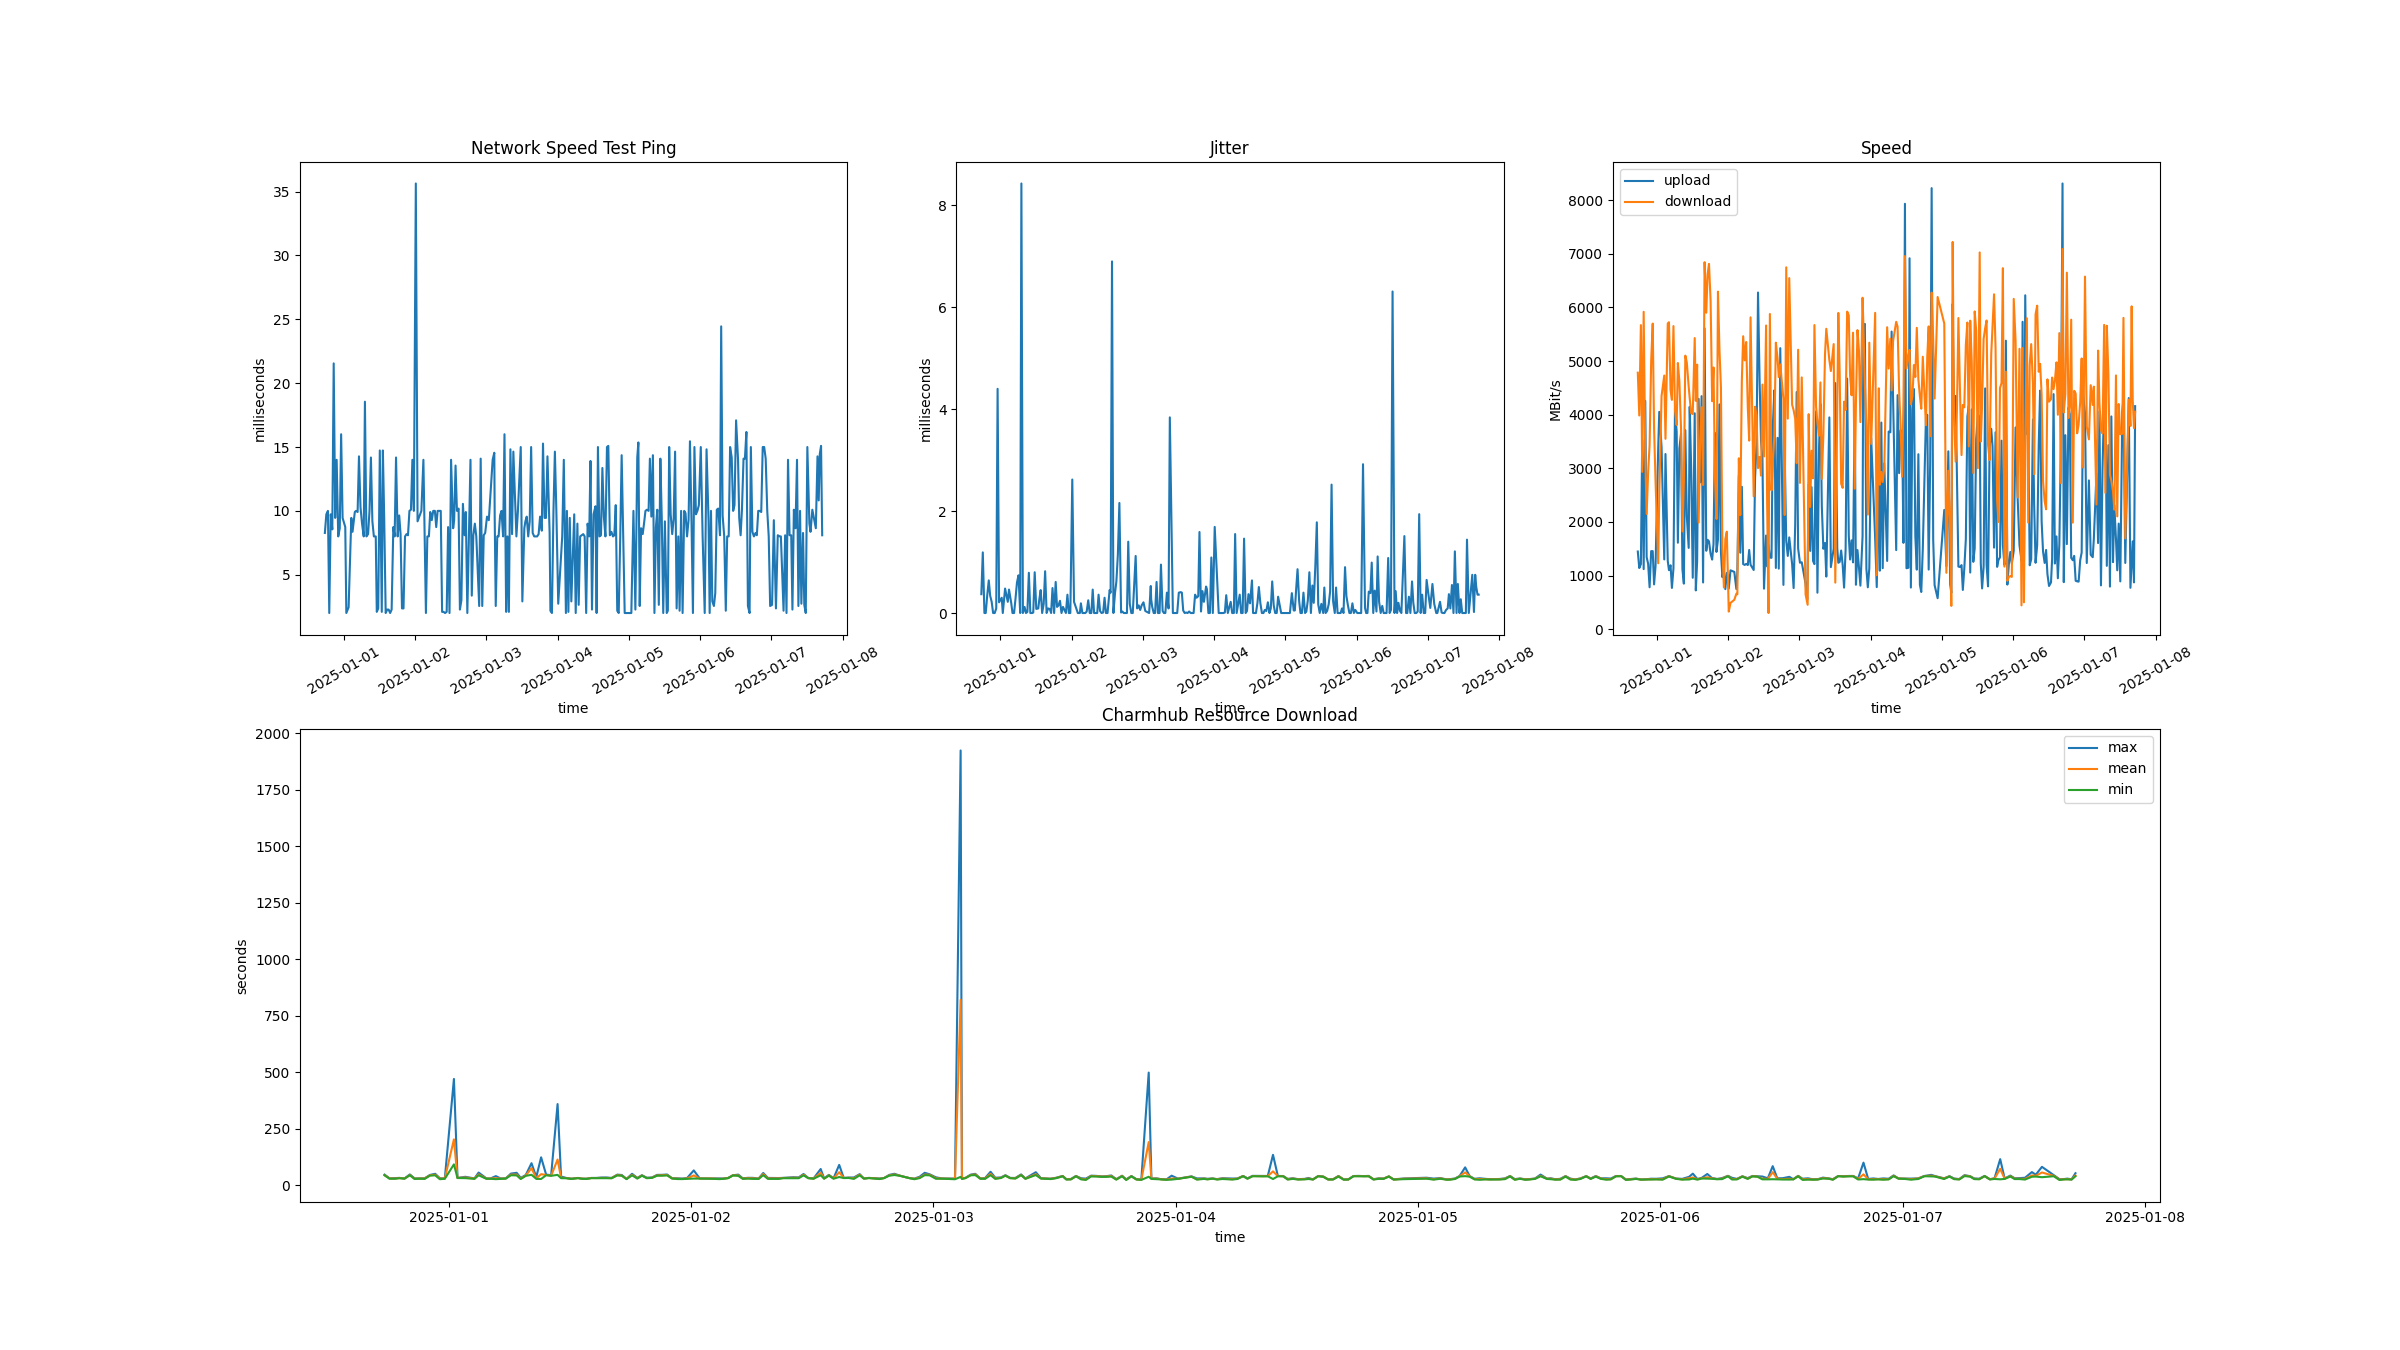 Network Speed Test Ping
milliseconds
35
30
25
20
15
10
5
2025-01-01 2025-01-02 2025-01-03 2025-01-04 2025-01-05 2025-01-06 2025-01-07 2025-01-08
time
Jitter
milliseconds
8
6
4
2
0
2025-01-01 2025-01-02 2025-01-03 2025-01-04 2025-01-05 2025-01-06 2025-01-07 2025-01-08
time
Speed
upload
download
MBit/s
8000
7000
6000
5000
4000
3000
2000
1000
0
2025-01-01 2025-01-02 2025-01-03 2025-01-04 2025-01-05 2025-01-06 2025-01-07 2025-01-08
time
Charmhub Resource Download
max
mean
min
seconds
2000
1750
1500
1250
1000
750
500
250
0
2025-01-01 2025-01-02 2025-01-03 2025-01-04 2025-01-05 2025-01-06 2025-01-07 2025-01-08
time